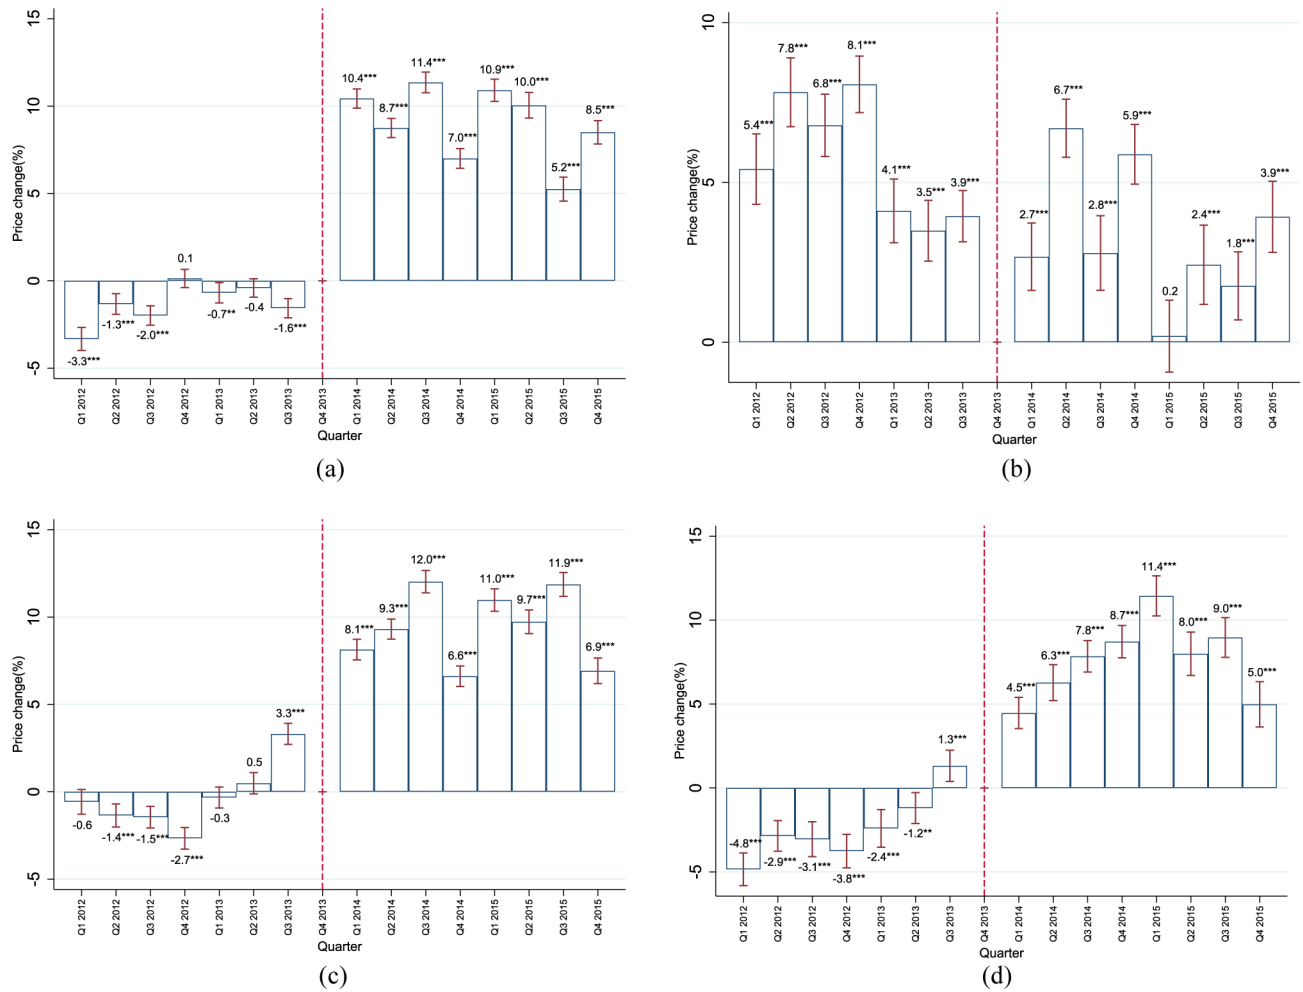 15
10
5
0
-5
Price change(%)
-3.3***
-1.3***
-2.0***
0.1
-0.7**
-0.4
-1.6***
10.4***
8.7***
11.4***
7.0***
10.9***
10.0***
5.2***
8.5***
Q1 2012
Q2 2012
Q3 2012
Q4 2012
Q1 2013
Q2 2013
Q3 2013
Q4 2013
Q1 2014
Q2 2014
Q3 2014
Q4 2014
Q1 2015
Q2 2015
Q3 2015
Q4 2015
Quarter
(a)
10
5
0
Price change(%)
5.4***
7.8***
6.8***
8.1***
4.1***
3.5***
3.9***
2.7***
6.7***
2.8***
5.9***
0.2
2.4***
1.8***
3.9***
Q1 2012
Q2 2012
Q3 2012
Q4 2012
Q1 2013
Q2 2013
Q3 2013
Q4 2013
Q1 2014
Q2 2014
Q3 2014
Q4 2014
Q1 2015
Q2 2015
Q3 2015
Q4 2015
Quarter
(b)
15
10
5
0
-5
Price change(%)
-0.6
-1.4***
-1.5***
-2.7***
-0.3
0.5
3.3***
8.1***
9.3***
12.0***
6.6***
11.0***
9.7***
11.9***
6.9***
Q1 2012
Q2 2012
Q3 2012
Q4 2012
Q1 2013
Q2 2013
Q3 2013
Q4 2013
Q1 2014
Q2 2014
Q3 2014
Q4 2014
Q1 2015
Q2 2015
Q3 2015
Q4 2015
Quarter
(c)
15
10
5
0
-5
Price change(%)
-4.8***
-2.9***
-3.1***
-3.8***
-2.4***
-1.2**
1.3***
4.5***
6.3***
7.8***
8.7***
11.4***
8.0***
9.0***
5.0***
Q1 2012
Q2 2012
Q3 2012
Q4 2012
Q1 2013
Q2 2013
Q3 2013
Q4 2013
Q1 2014
Q2 2014
Q3 2014
Q4 2014
Q1 2015
Q2 2015
Q3 2015
Q4 2015
Quarter
(d)